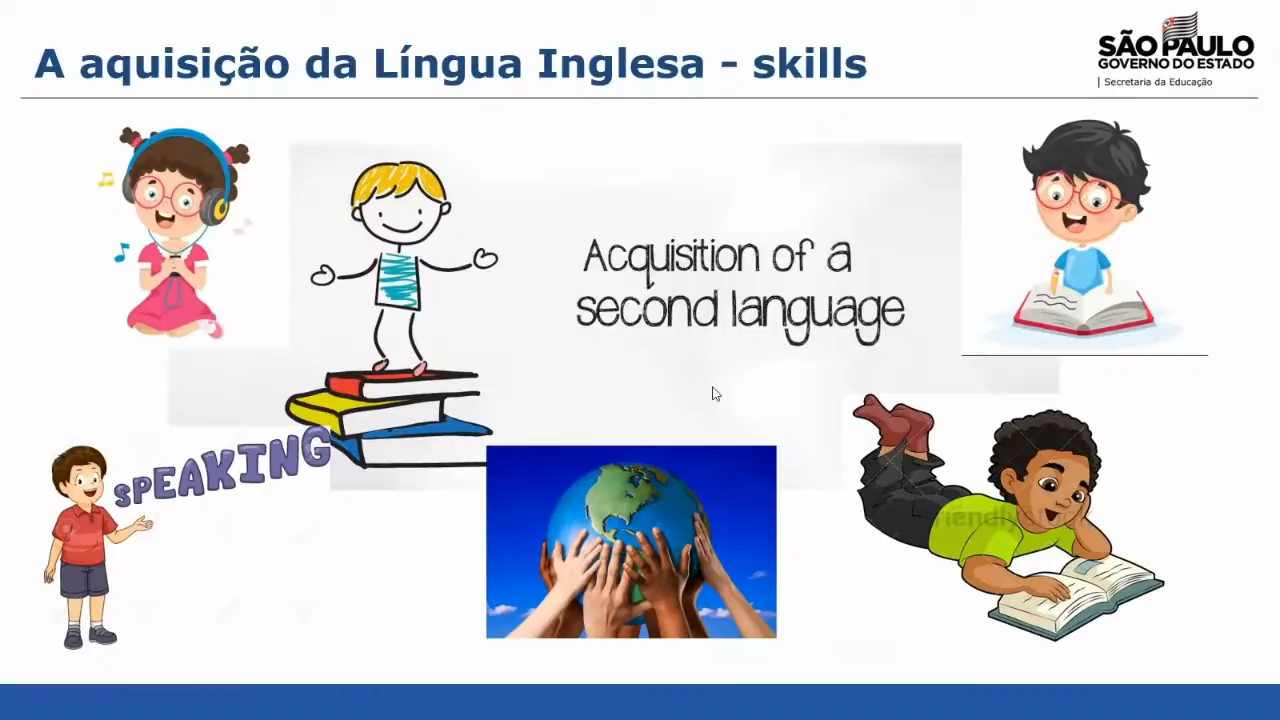 A aquisição da Língua Inglesa - skills
SÃO PAULO
GOVERNO DO ESTADO
| Secretaria da Educação
Acquisition of a
second language
SPEAKING